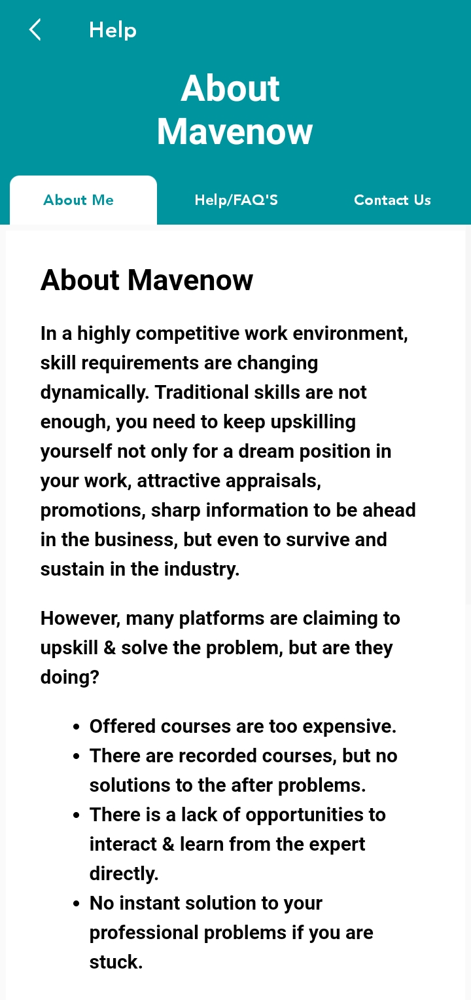 Help
About
Mavenow
About Me
Help/FAQ'S
Contact Us
About Mavenow
In a highly competitive work environment,
skill requirements are changing
dynamically. Traditional skills are not
enough, you need to keep upskilling
yourself not only for a dream position in
your work, attractive appraisals,
promotions, sharp information to be ahead
in the business, but even to survive and
sustain in the industry.
However, many platforms are claiming to
upskill & solve the problem, but are they
doing?
• Offered courses are too expensive.
• There are recorded courses, but no
solutions to the after problems.
• There is a lack of opportunities to
interact & learn from the expert
directly.
• No instant solution to your
professional problems if you are
stuck.